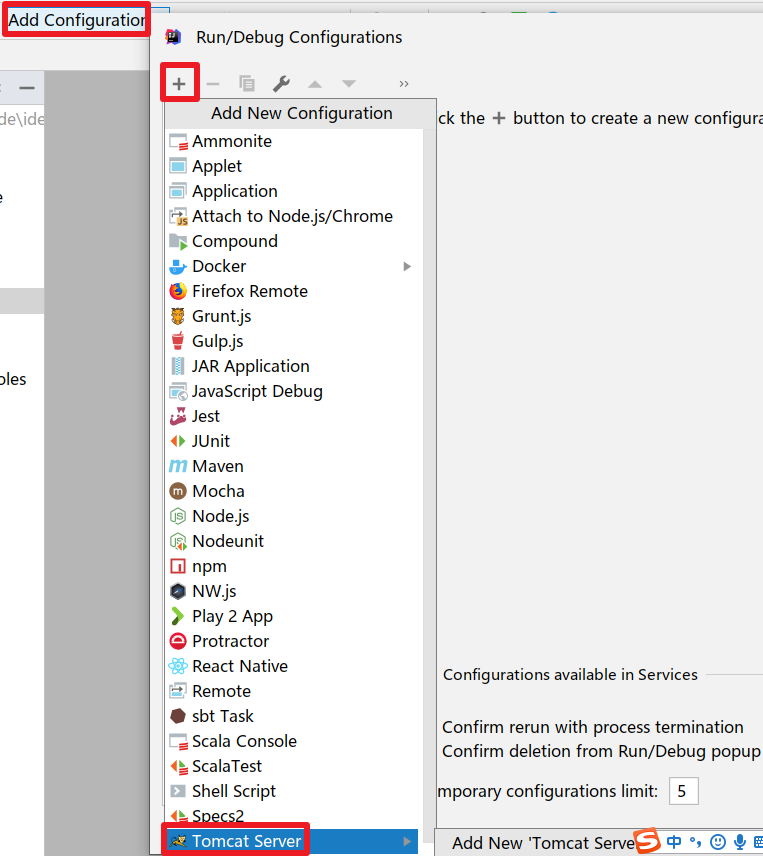 Add Configuration
Run/Debug Configurations
Add New Configuration
ck the + button to create a new configura
de\ide
Ammonite
Applet
Application
Attach to Node.js/Chrome
Compound
Docker
Firefox Remote
Grunt.js
Gulp.js
JAR Application
oles
JavaScript Debug
Jest
JUnit
Maven
Mocha
Node.js
Nodeunit
npm
NW.js
Play 2 App
Protractor
React Native
Configurations available in Services
Remote
sbt Task
Confirm rerun with process termination
Scala Console
Confirm deletion from Run/Debug popup
ScalaTest
Shell Script
mporary configurations limit: 5
Specs2
Tomcat Server
Add New 'Tomcat Serve
中